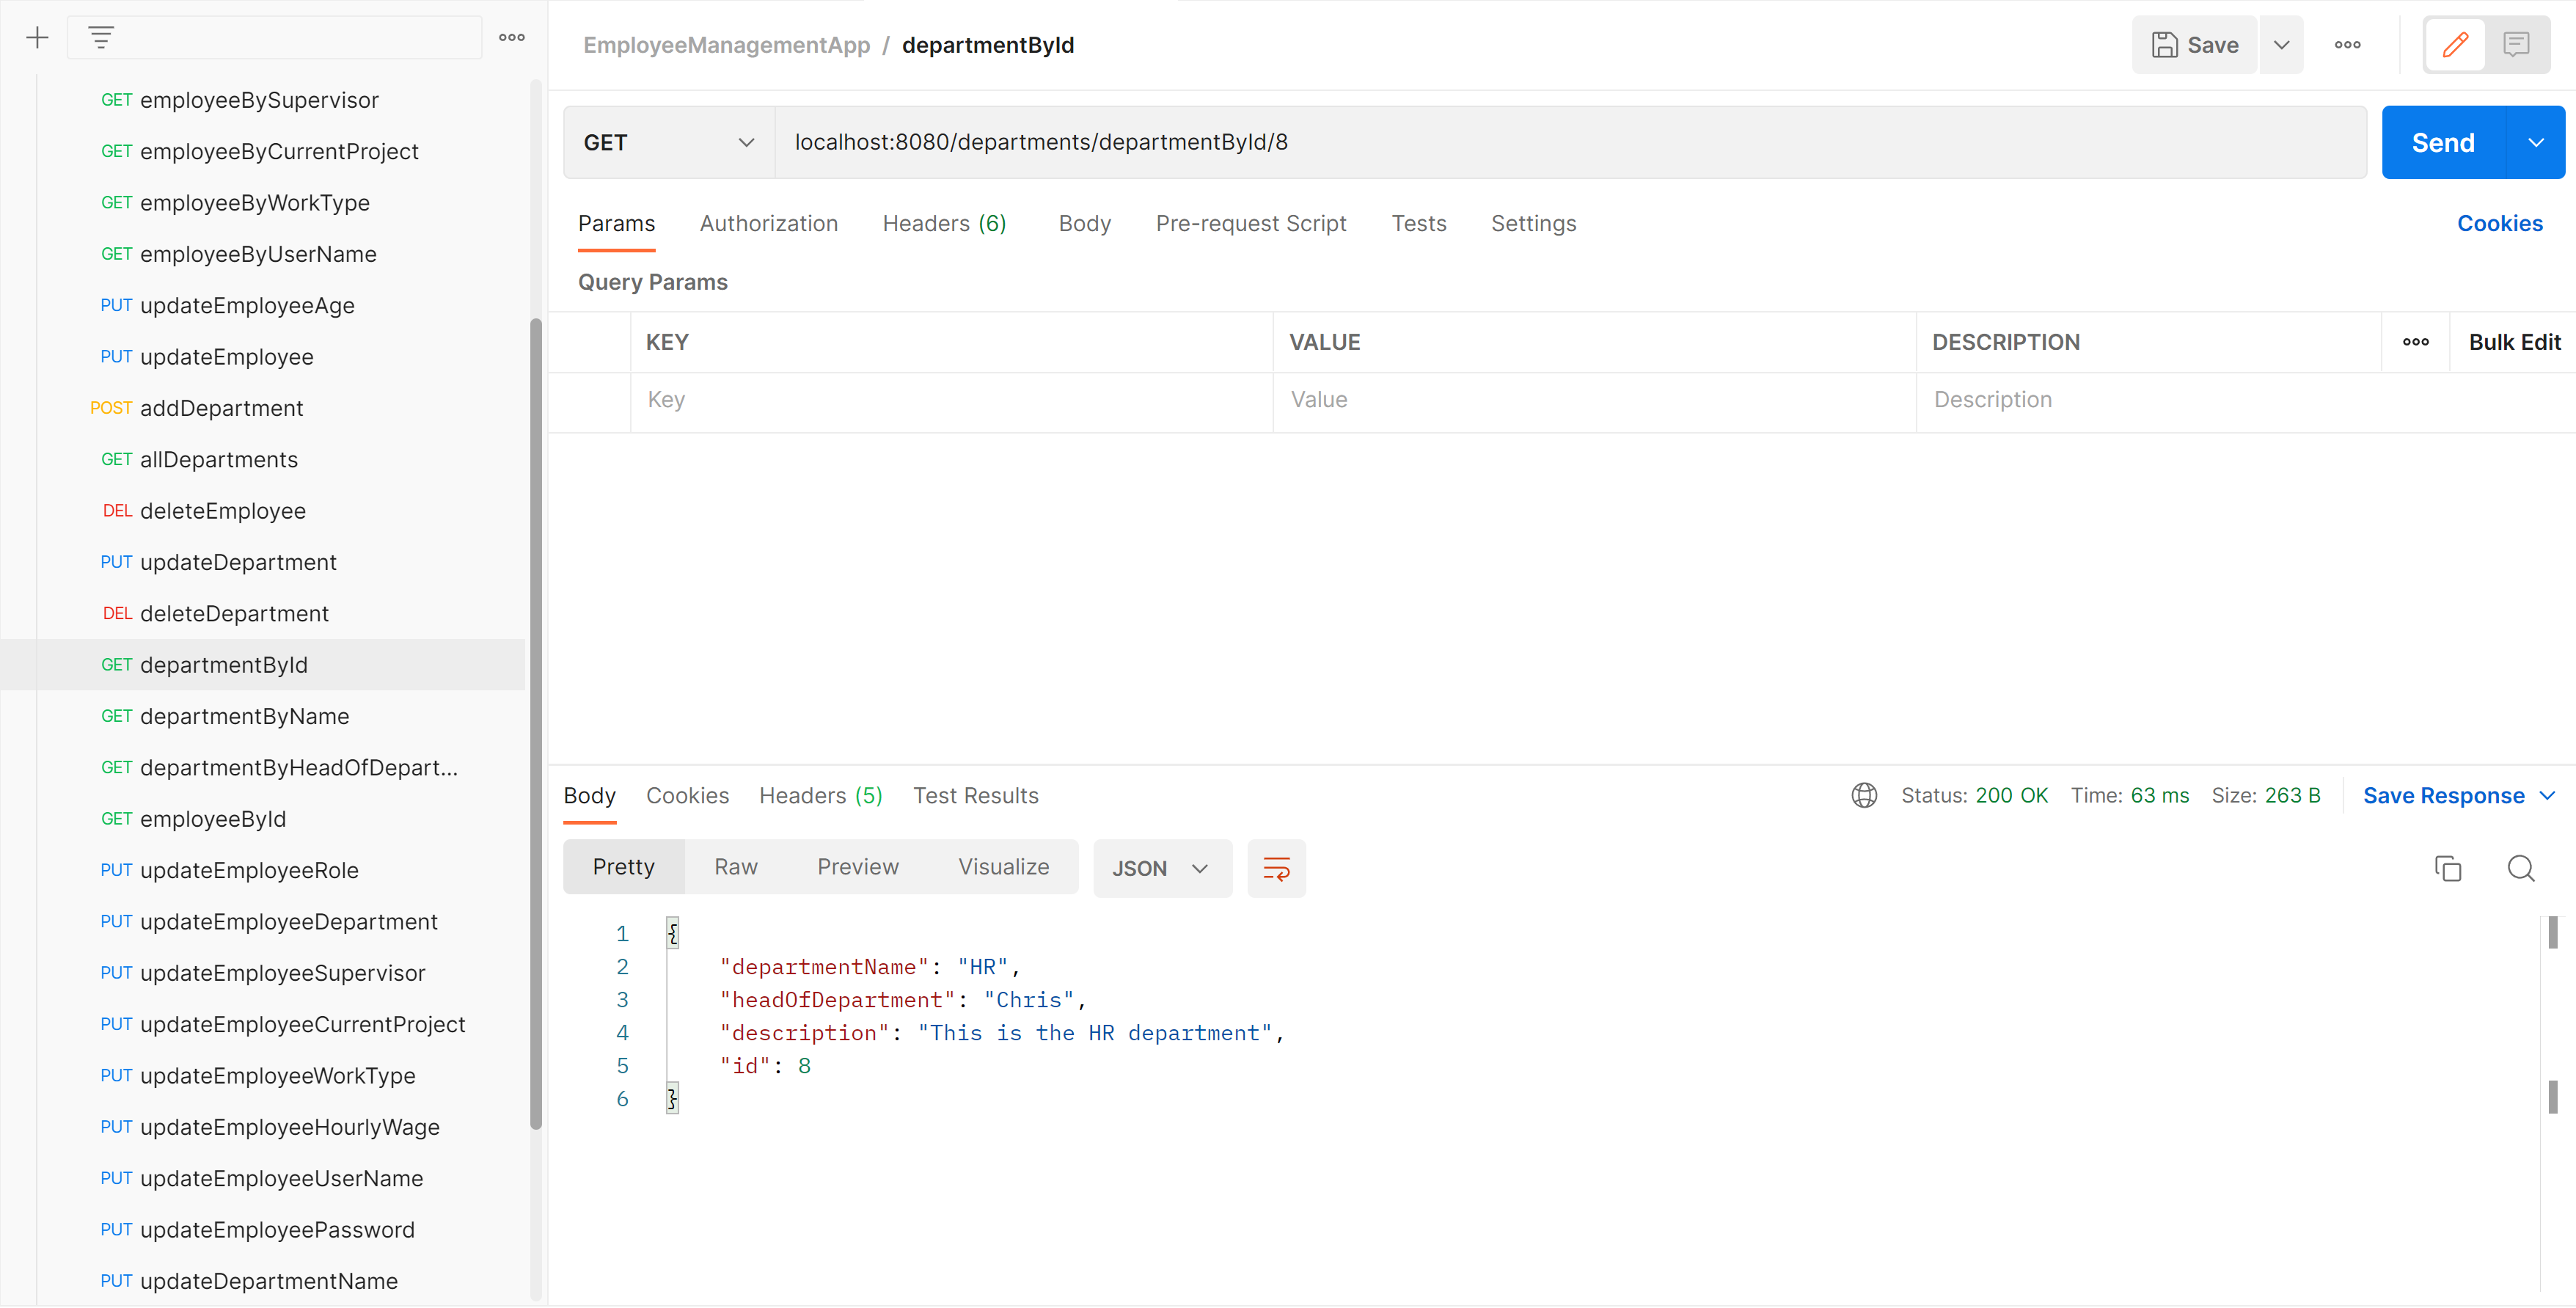 GET employeeBySupervisor
GET employeeByCurrentProject
GET employeeByWorkType
GET employeeByUserName
PUT updateEmployeeAge
PUT updateEmployee
POST addDepartment
GET allDepartments
DEL deleteEmployee
PUT updateDepartment
DEL deleteDepartment
GET departmentById
GET departmentByName
GET departmentByHeadOfDepart...
GET employeeById
PUT updateEmployeeRole
PUT updateEmployeeDepartment
PUT updateEmployeeSupervisor
PUT updateEmployeeCurrentProject
PUT updateEmployeeWorkType
PUT updateEmployeeHourlyWage
PUT updateEmployeeUserName
PUT updateEmployeePassword
PUT updateDepartmentName
EmployeeManagementApp / departmentById
Save
GET localhost:8080/departments/departmentById/8 Send
Params Authorization Headers (6) Body Pre-request Script Tests Settings Cookies
Query Params
KEY VALUE DESCRIPTION Bulk Edit
Key Value Description
Body Cookies Headers (5) Test Results Status: 200 OK Time: 63 ms Size: 263 B Save Response
Pretty Raw Preview Visualize JSON
1 {
2 "departmentName": "HR",
3 "headOfDepartment": "Chris",
4 "description": "This is the HR department",
5 "id": 8
6 }